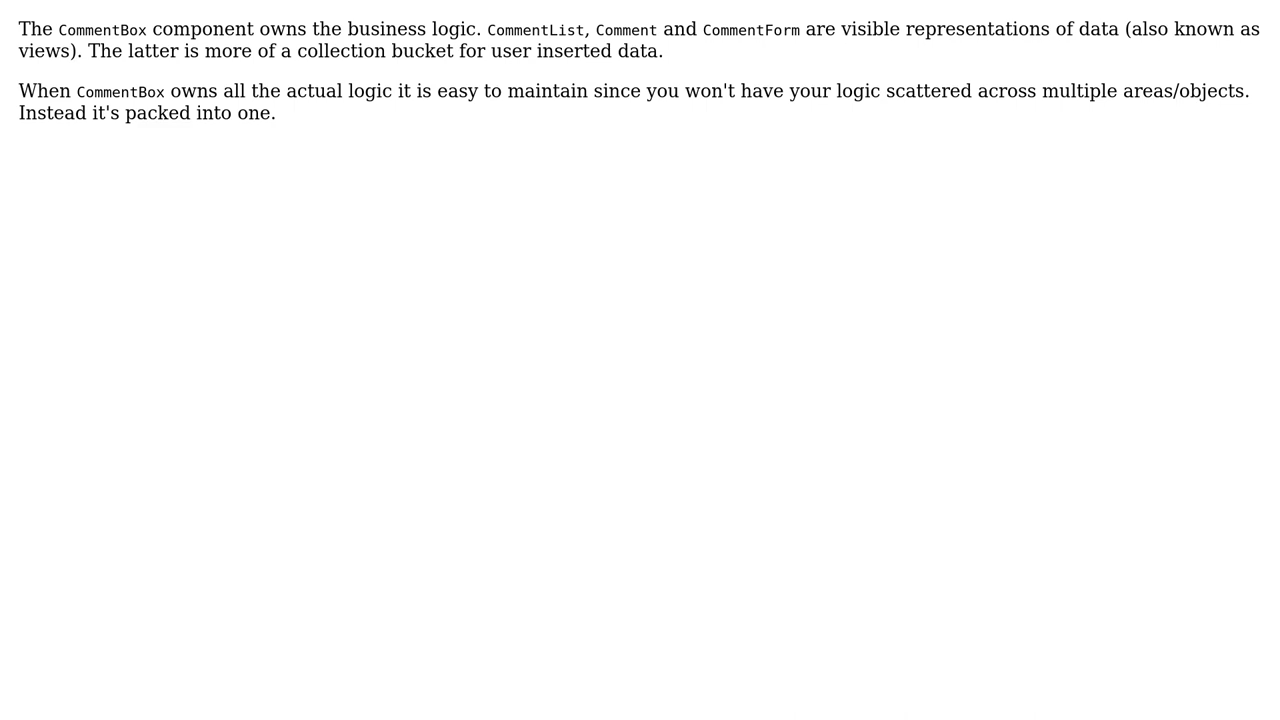 The CommentBox component owns the business logic. CommentList, Comment and CommentForm are visible representations of data (also known as
views). The latter is more of a collection bucket for user inserted data.
When CommentBox owns all the actual logic it is easy to maintain since you won't have your logic scattered across multiple areas/objects.
Instead it's packed into one.